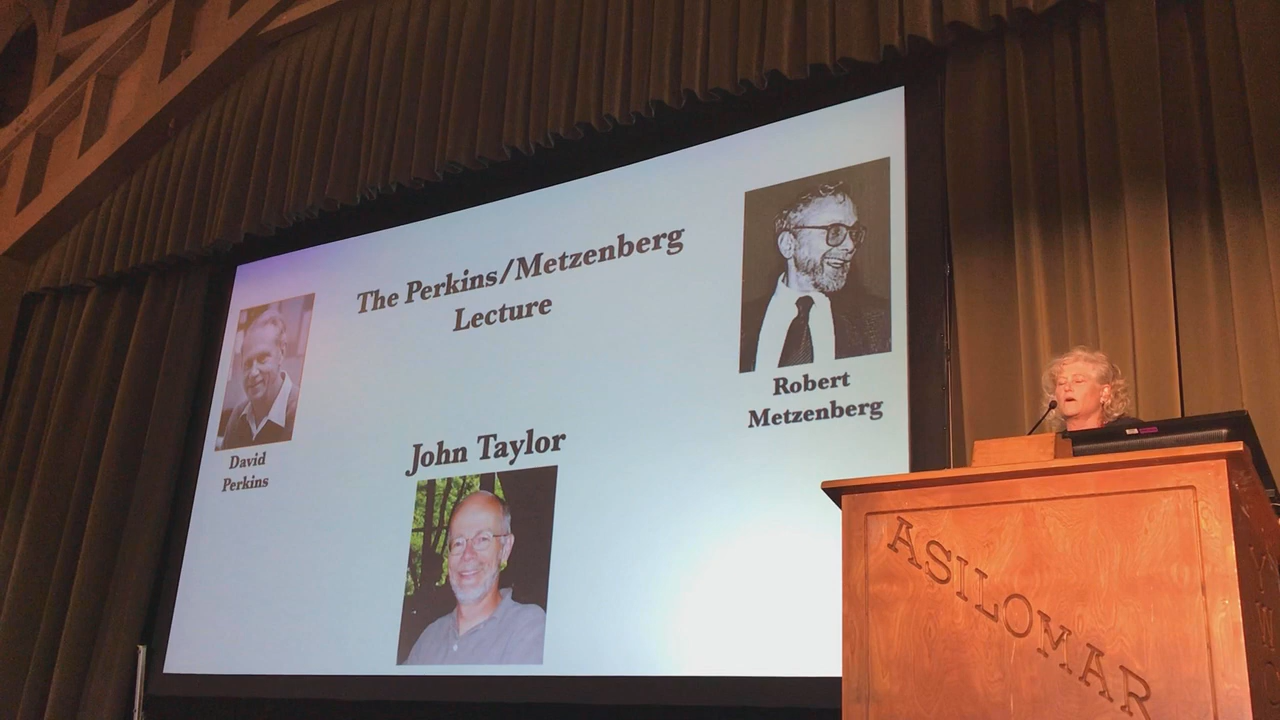 The Perkins/Metzenberg
Lecture
David
Perkins
Robert
Metzenberg
John Taylor
ASILOMAR